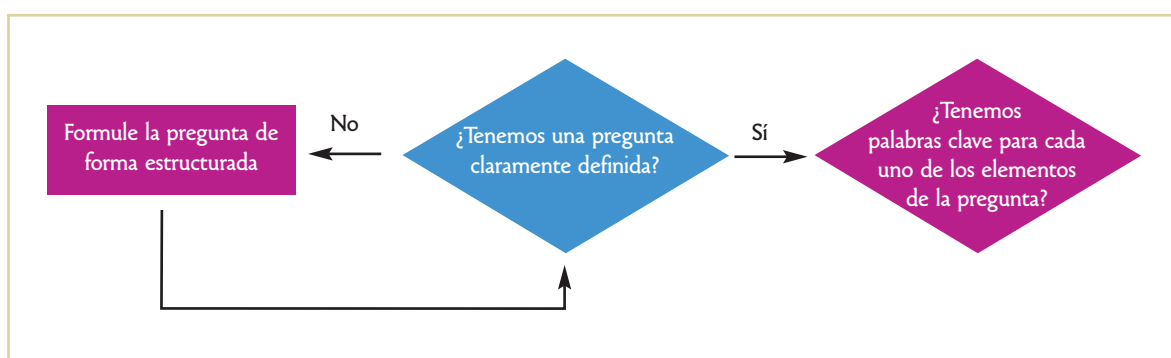 Formule la pregunta de
forma estructurada
No
¿Tenemos una pregunta
claramente definida?
Sí
¿Tenemos
palabras clave para cada
uno de los elementos
de la pregunta?